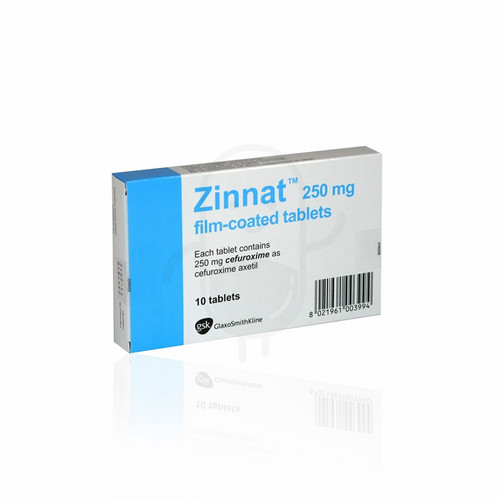 Zinnat™ 250 mg
film-coated tablets
Each tablet contains
250 mg cefuroxime as
cefuroxime axetil
10 tablets
gsk GlaxoSmithKline
8 021961 003994